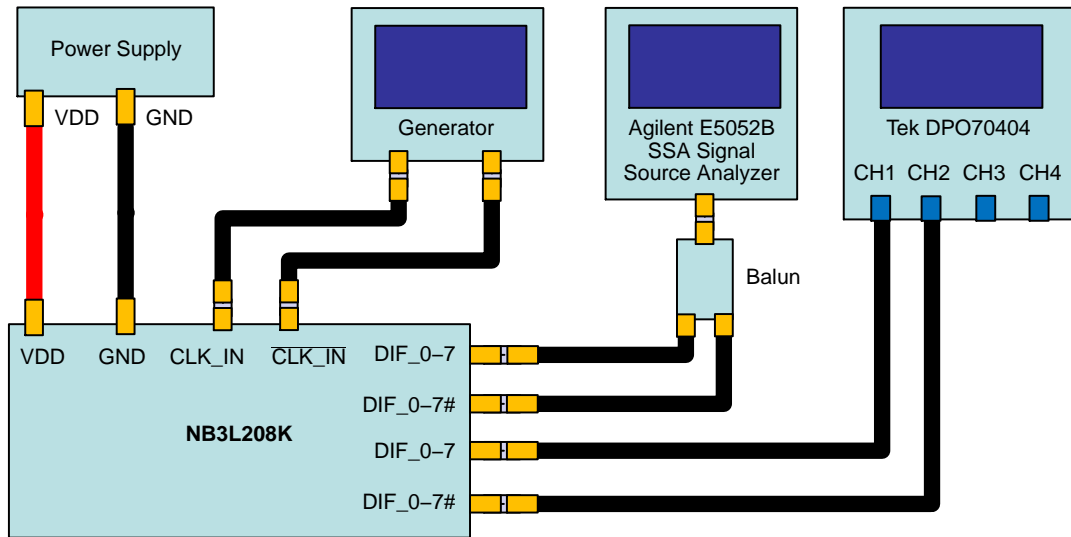 Power Supply
VDD
GND
Generator
Agilent E5052B
SSA Signal
Source Analyzer
Tek DPO70404
CH1
CH2
CH3
CH4
Balun
VDD
GND
CLK_IN
CLK_IN
DIF_0−7
DIF_0−7#
NB3L208K
DIF_0−7
DIF_0−7#